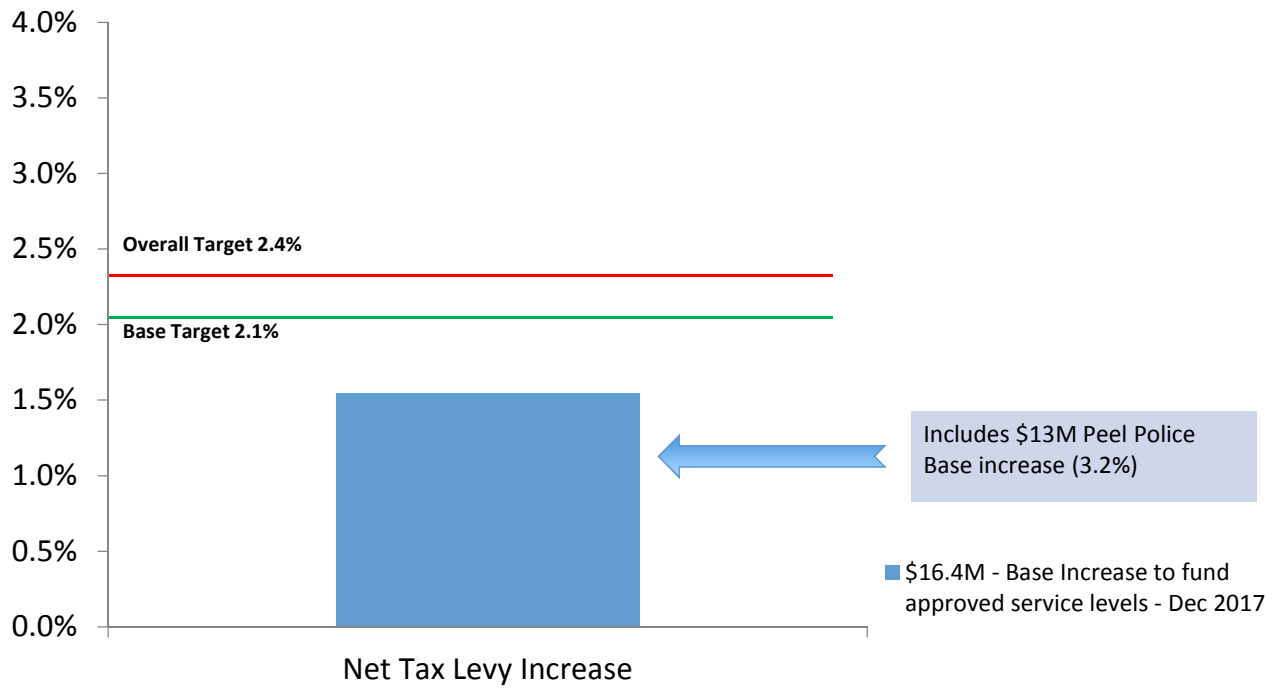 4.0%
3.5%
3.0%
2.5%
Overall Target 2.4%
2.0%
Base Target 2.1%
1.5%
Includes $13M Peel Police
Base increase (3.2%)
1.0%
0.5%
$16.4M - Base Increase to fund
approved service levels - Dec 2017
0.0%
Net Tax Levy Increase